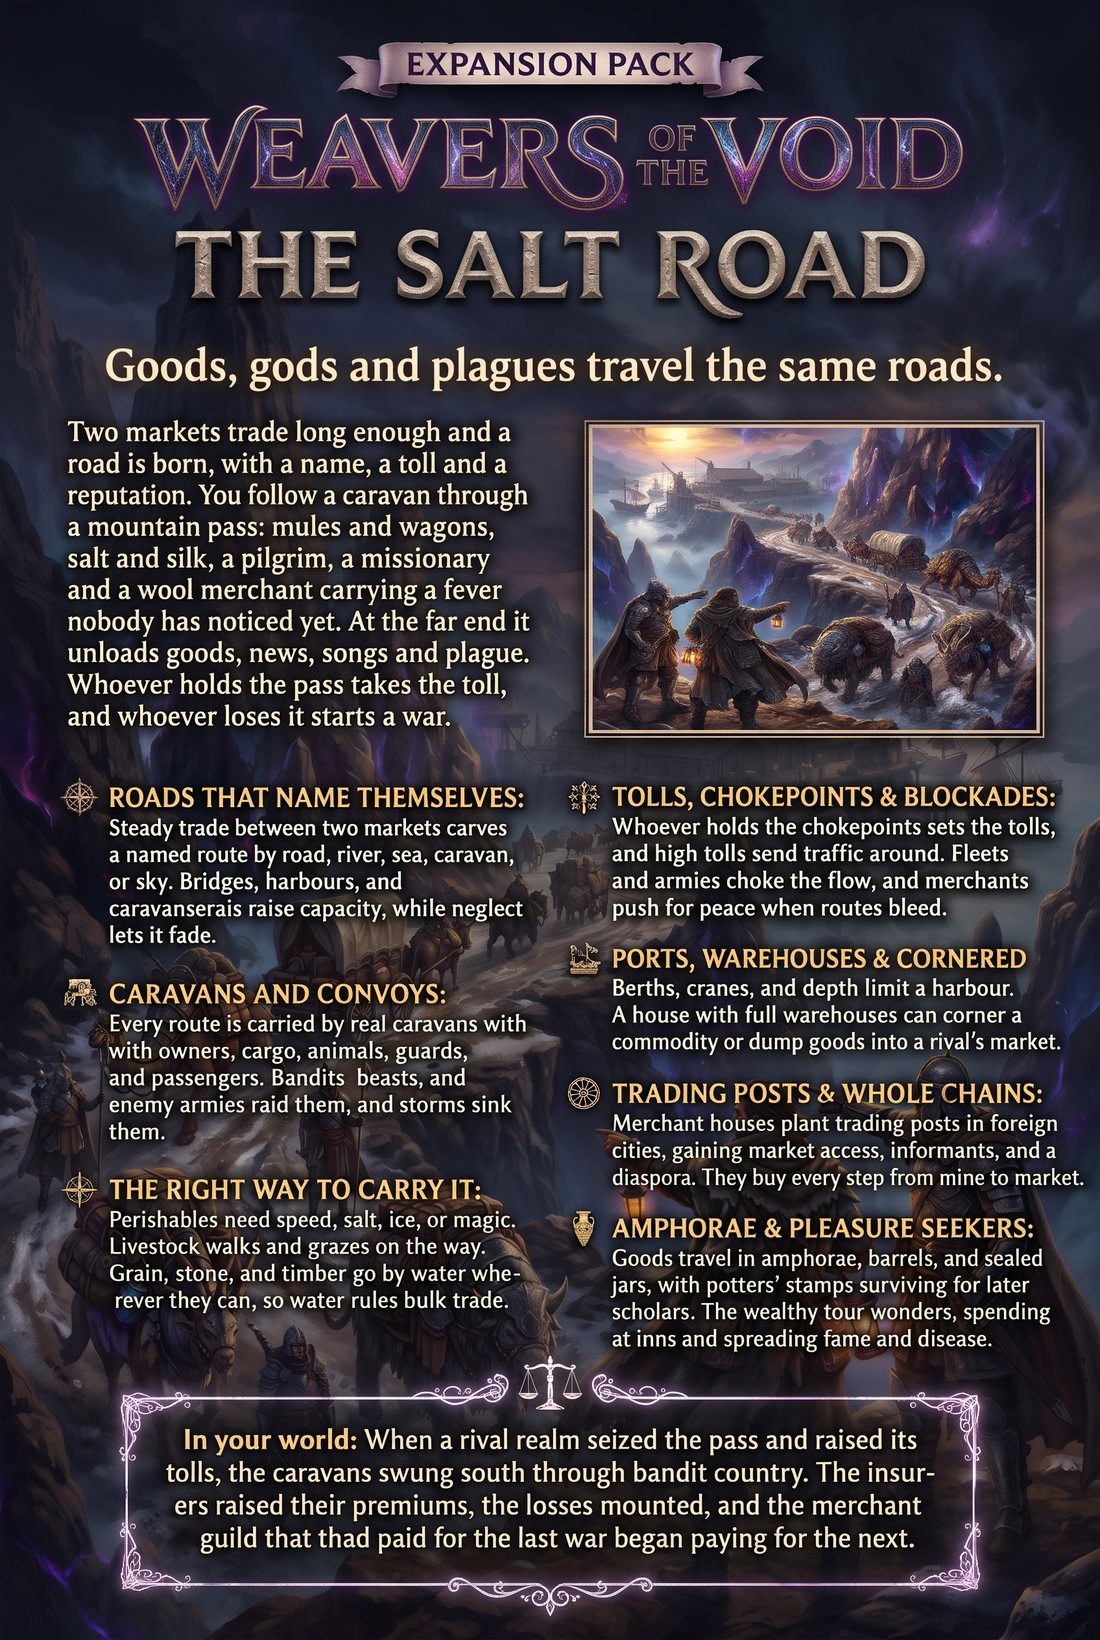 EXPANSION PACK
WEAVERS OF THE VOID
THE SALT ROAD
Goods, gods and plagues travel the same roads.
Two markets trade long enough and a
road is born, with a name, a toll and a
reputation. You follow a caravan through
a mountain pass: mules and wagons,
salt and silk, a pilgrim, a missionary
and a wool merchant carrying a fever
nobody has noticed yet. At the far end it
unloads goods, news, songs and plague.
Whoever holds the pass takes the toll,
and whoever loses it starts a war.
ROADS THAT NAME THEMSELVES:
Steady trade between two markets carves
a named route by road, river, sea, caravan,
or sky. Bridges, harbours, and
caravanserais raise capacity, while neglect
lets it fade.
CARAVANS AND CONVOYS:
Every route is carried by real caravans with
with owners, cargo, animals, guards,
and passengers. Bandits  beasts, and
enemy armies raid them, and storms sink
them.
THE RIGHT WAY TO CARRY IT:
Perishables need speed, salt, ice, or magic.
Livestock walks and grazes on the way.
Grain, stone, and timber go by water whe-
rever they can, so water rules bulk trade.
TOLLS, CHOKEPOINTS & BLOCKADES:
Whoever holds the chokepoints sets the tolls,
and high tolls send traffic around. Fleets
and armies choke the flow, and merchants
push for peace when routes bleed.
PORTS, WAREHOUSES & CORNERED
Berths, cranes, and depth limit a harbour.
A house with full warehouses can corner a
commodity or dump goods into a rival's market.
TRADING POSTS & WHOLE CHAINS:
Merchant houses plant trading posts in foreign
cities, gaining market access, informants, and a
diaspora. They buy every step from mine to market.
AMPHORAE & PLEASURE SEEKERS:
Goods travel in amphorae, barrels, and sealed
jars, with potters' stamps surviving for later
scholars. The wealthy tour wonders, spending
at inns and spreading fame and disease.
In your world: When a rival realm seized the pass and raised its
tolls, the caravans swung south through bandit country. The insur-
ers raised their premiums, the losses mounted, and the merchant
guild that thad paid for the last war began paying for the next.